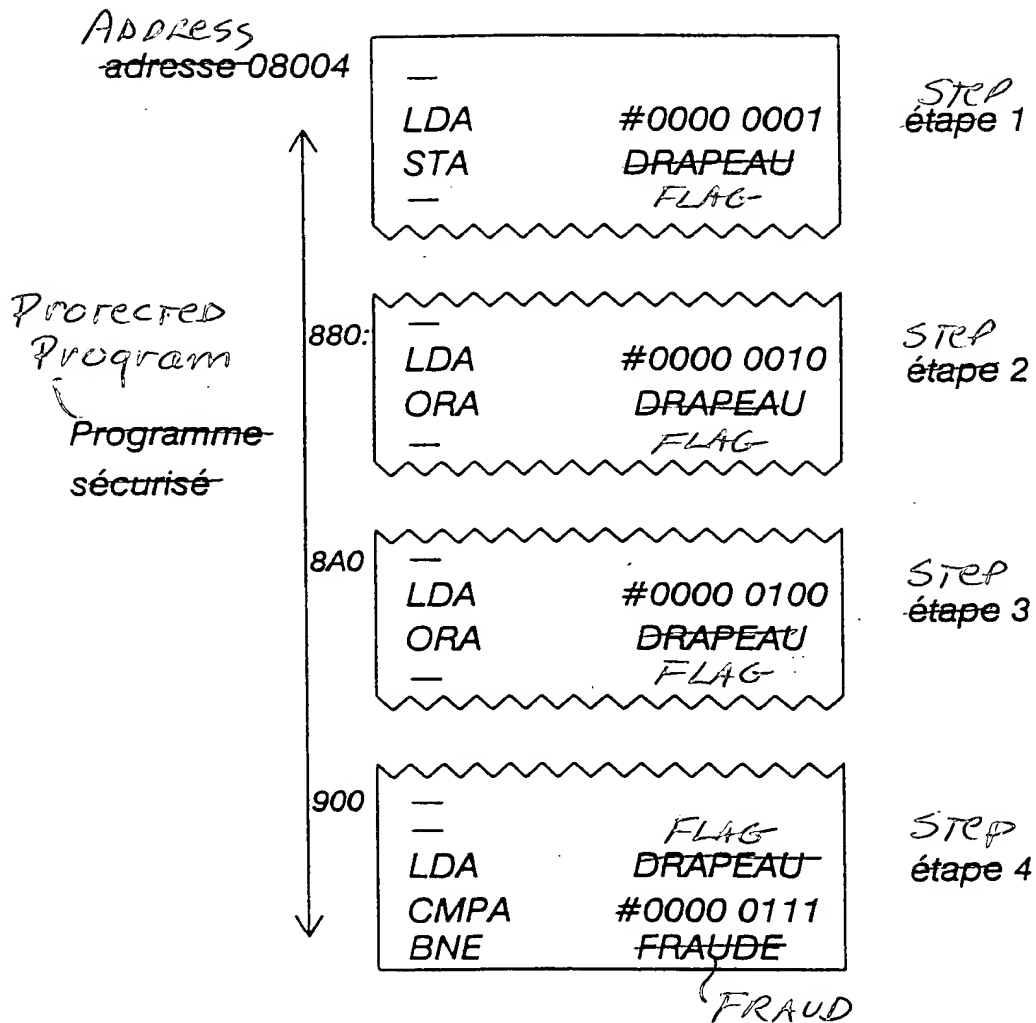 ADDRESS
adresse 08004
—
LDA #0000 0001
STA DRAPEAU
— FLAG
STEP
étape 1
Protected
Program
Programme
sécurisé
880:
—
LDA #0000 0010
ORA DRAPEAU
— FLAG
STEP
étape 2
8A0
—
LDA #0000 0100
ORA DRAPEAU
— FLAG
STEP
étape 3
900
—
— FLAG
LDA DRAPEAU
CMPA #0000 0111
BNE FRAUDE
FRAUD
STEP
étape 4